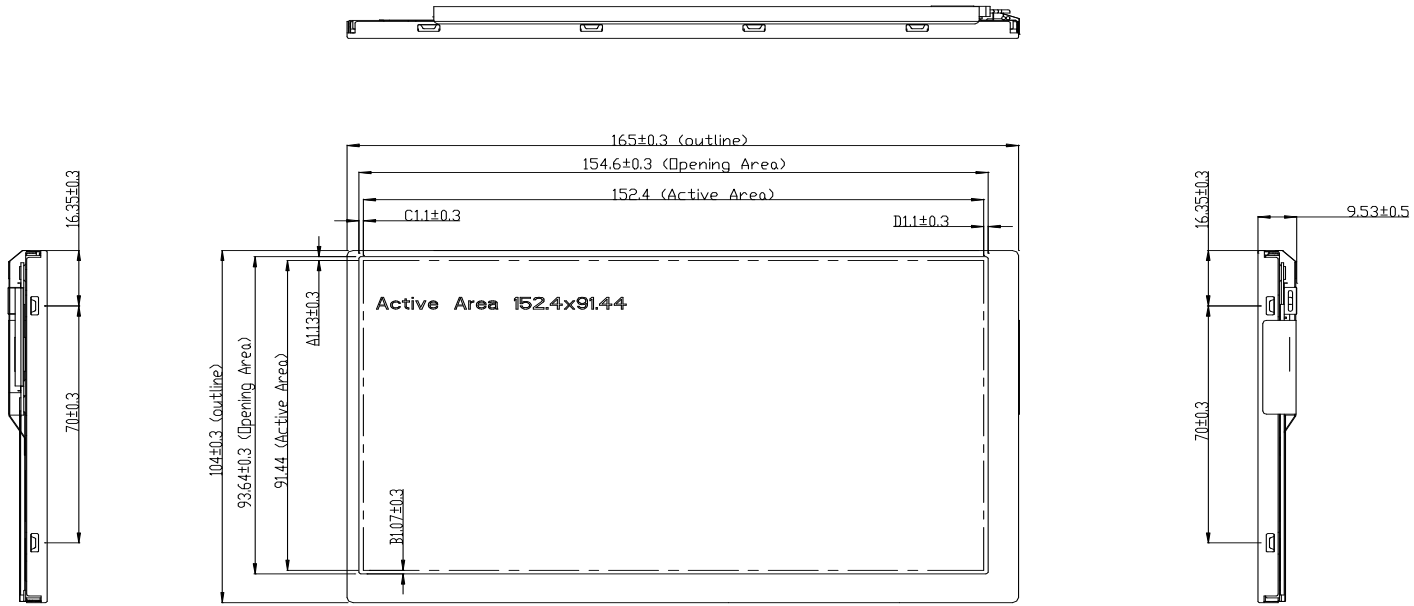 165±0.3 (outline)
154.6±0.3 (Opening Area)
152.4 (Active Area)
C1.1±0.3
D1.1±0.3
16.35±0.3
16.35±0.3
9.53±0.5
Active Area 152.4x91.44
A1.13±0.3
104±0.3 (outline)
93.64±0.3 (Opening Area)
91.44 (Active Area)
70±0.3
70±0.3
B1.07±0.3